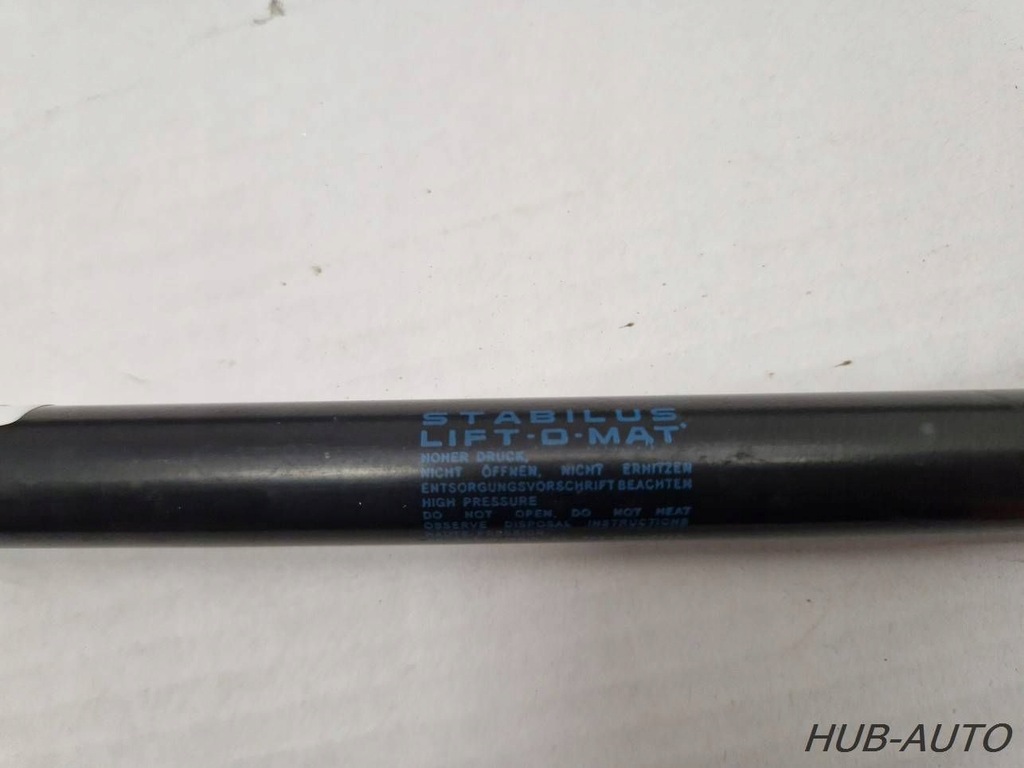 STABILUS
LIFT-O-MAT
HOHER DRUCK,
NICHT ÖFFNEN, NICHT ERHITZEN
ENTSORGUNGSVORSCHRIFT BEACHTEN
HIGH PRESSURE
DO NOT OPEN, DO NOT HEAT
OBSERVE DISPOSAL INSTRUCTIONS
HUB-AUTO